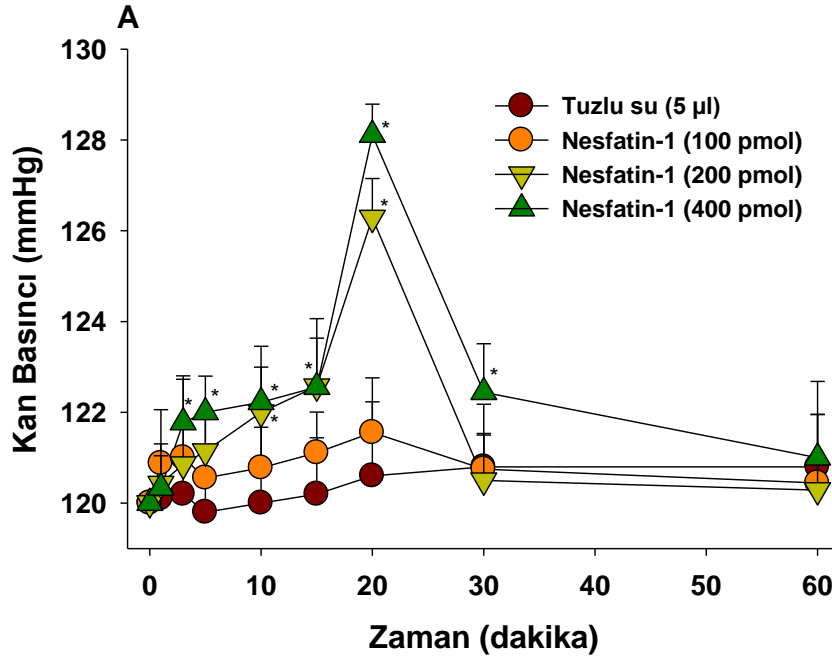 A
130
128
126
124
122
120
Kan Basıncı (mmHg)
Tuzlu su (5 µl)
Nesfatin-1 (100 pmol)
Nesfatin-1 (200 pmol)
Nesfatin-1 (400 pmol)
*
*
*
*
*
*
*
*
0 10 20 30 40 50 60
Zaman (dakika)